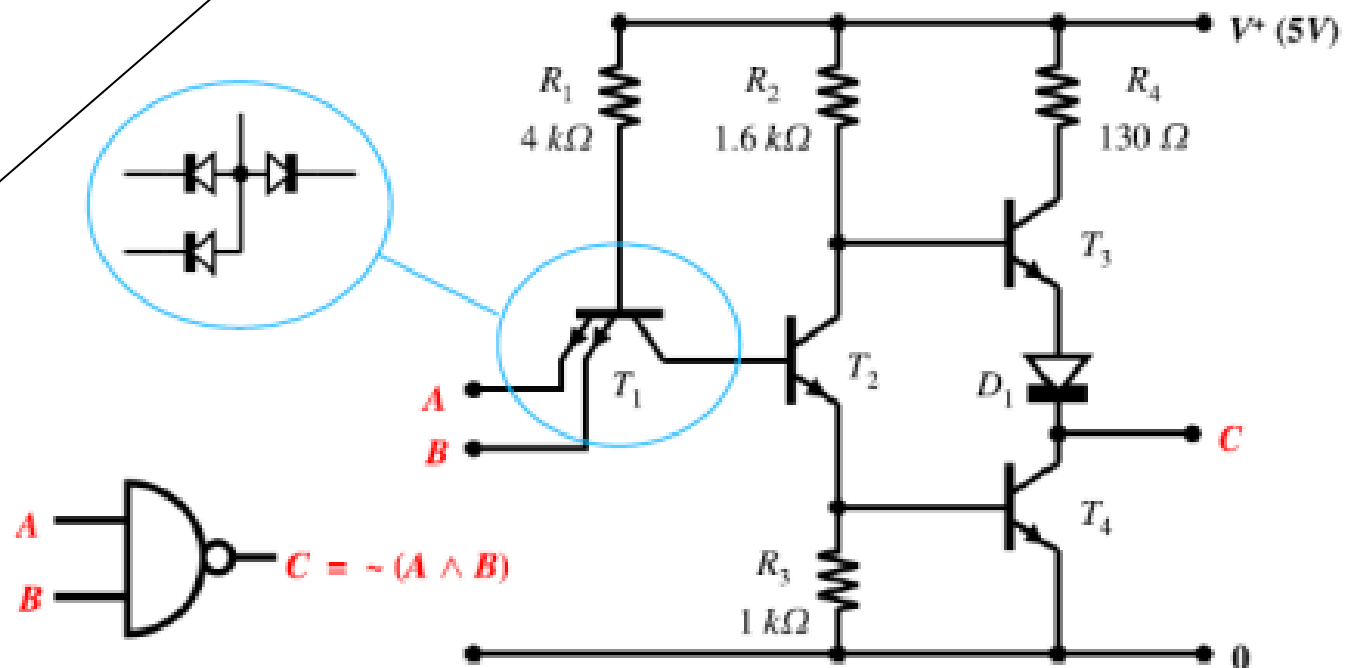 V⁺ (5V)
R₁
4 kΩ
R₂
1.6 kΩ
R₄
130 Ω
T₃
T₂
T₁
D₁
A
B
C
T₄
R₃
1 kΩ
A
B
C = ~ (A ∧ B)
0